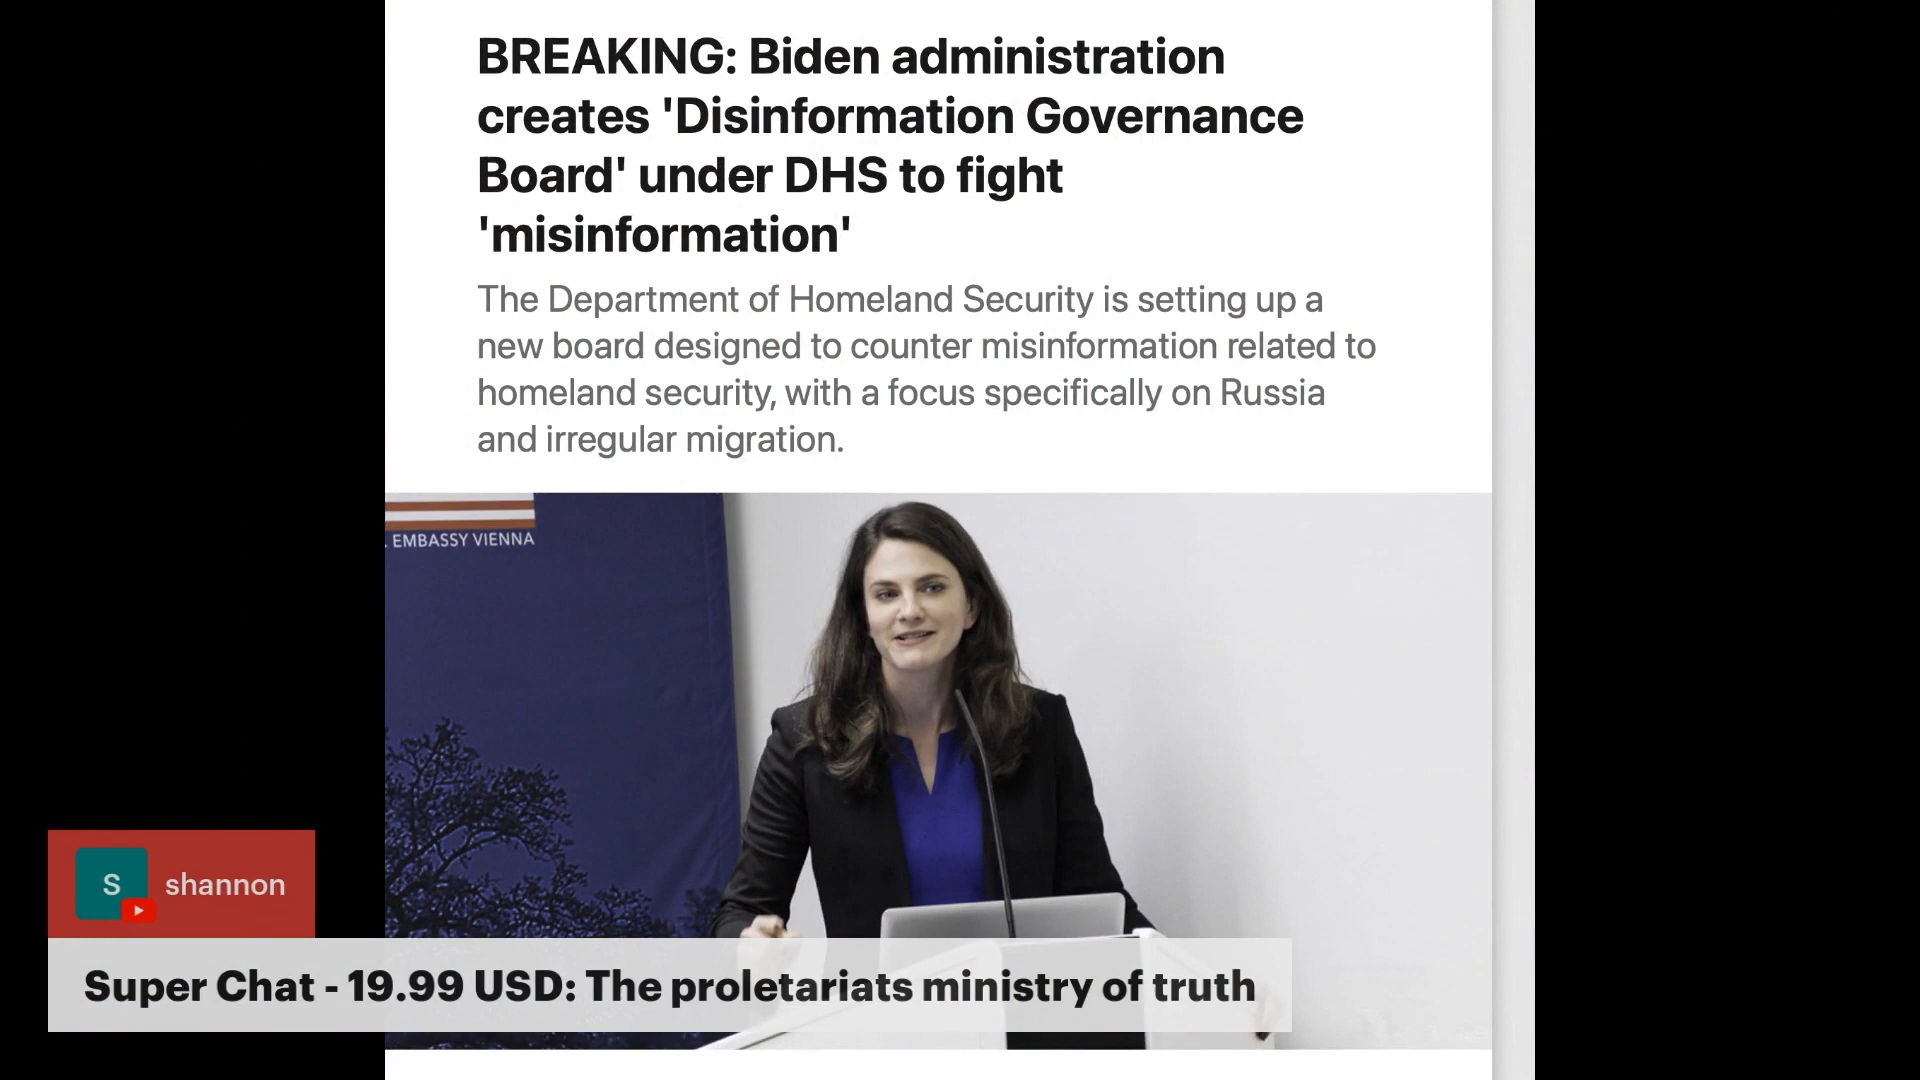 BREAKING: Biden administration
creates 'Disinformation Governance
Board' under DHS to fight
'misinformation'
The Department of Homeland Security is setting up a
new board designed to counter misinformation related to
homeland security, with a focus specifically on Russia
and irregular migration.
. EMBASSY VIENNA
S shannon
Super Chat - 19.99 USD: The proletariats ministry of truth